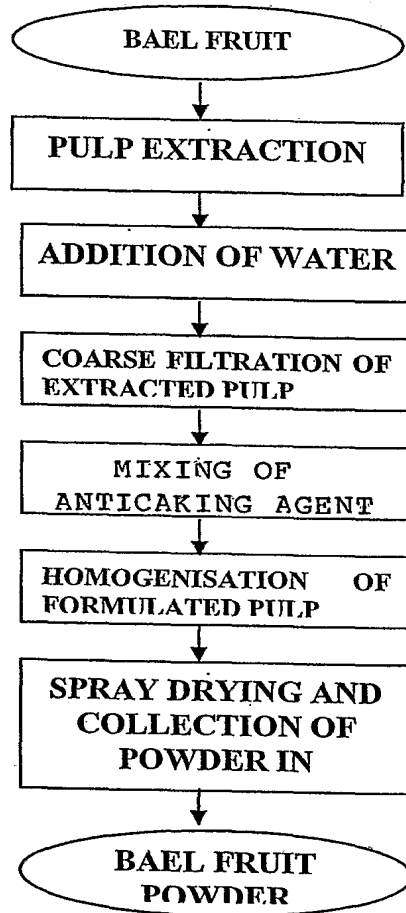 BAEL FRUIT
PULP EXTRACTION
ADDITION OF WATER
COARSE FILTRATION OF
EXTRACTED PULP
MIXING OF
ANTICAKING AGENT
HOMOGENISATION OF
FORMULATED PULP
SPRAY DRYING AND
COLLECTION OF
POWDER IN
BAEL FRUIT
POWDER